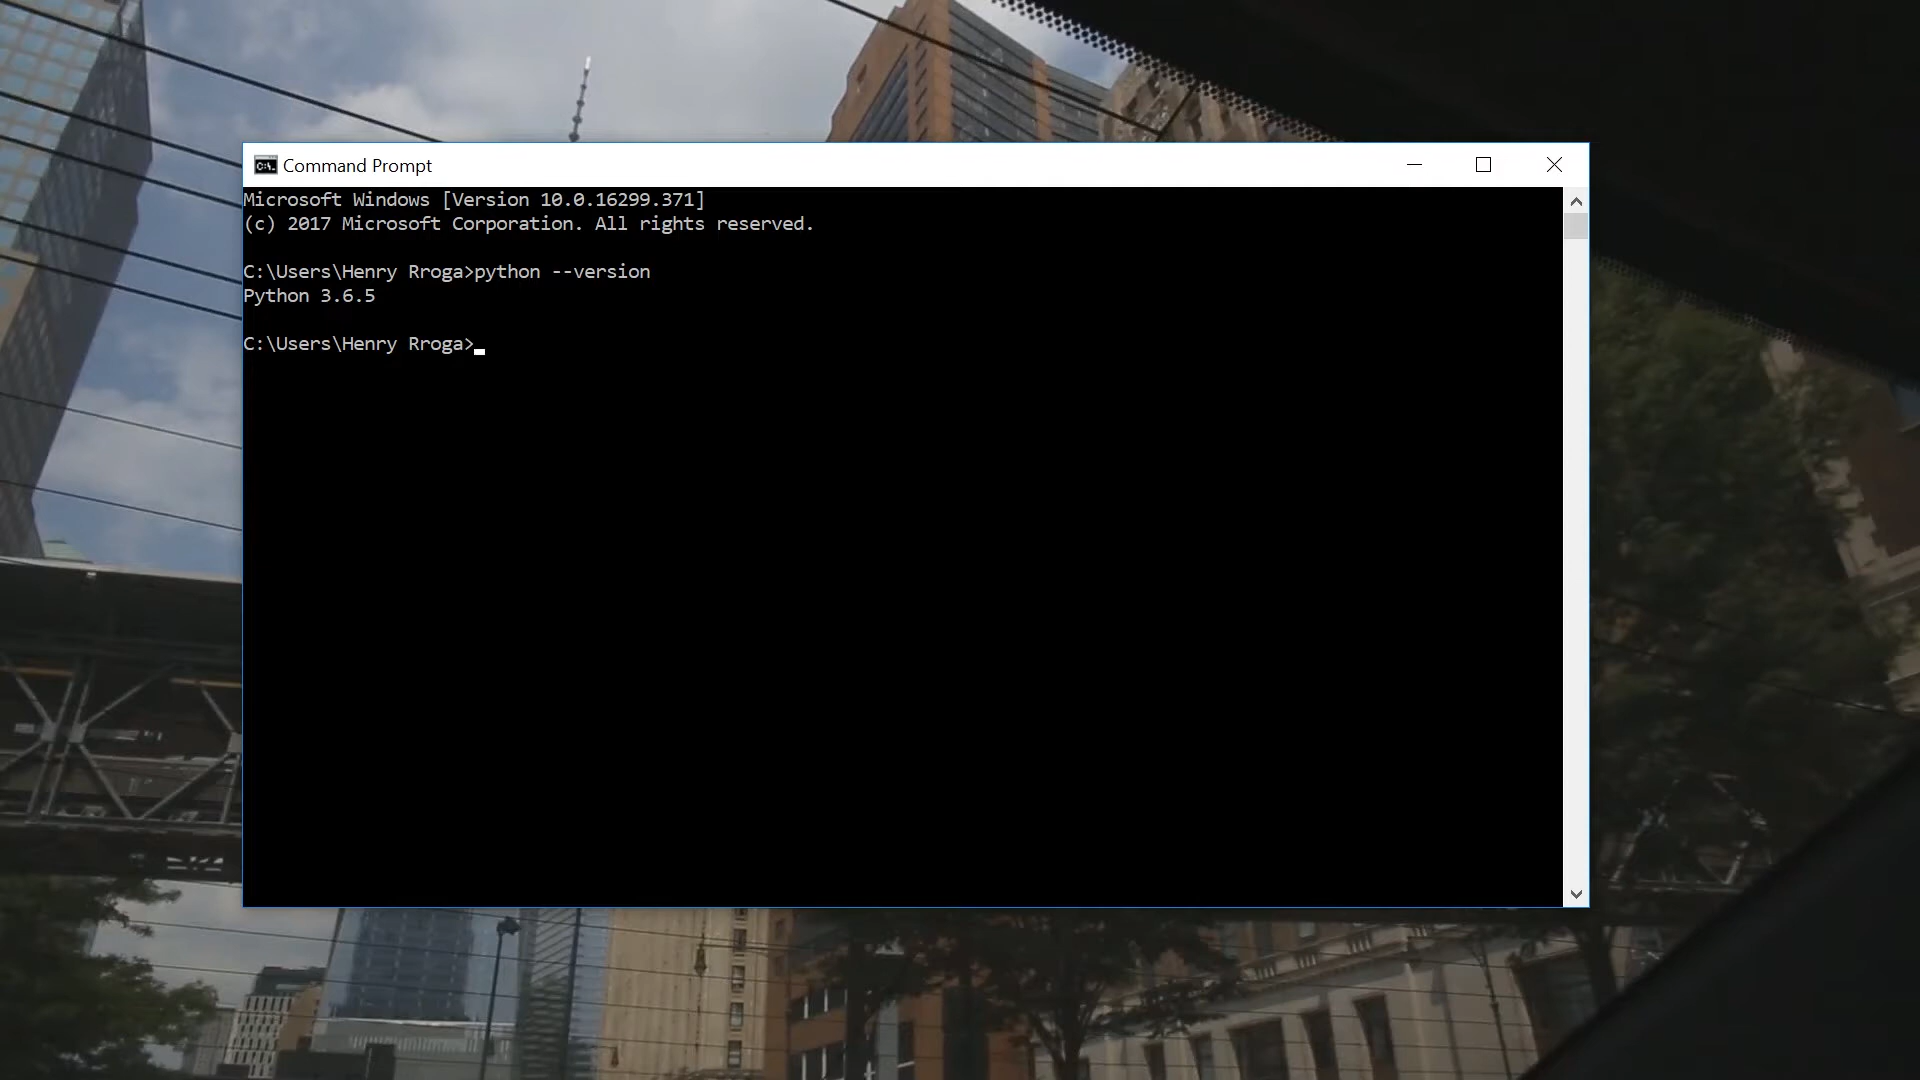 Command Prompt
Microsoft Windows [Version 10.0.16299.371]
(c) 2017 Microsoft Corporation. All rights reserved.
C:\Users\Henry Rroga>python --version
Python 3.6.5
C:\Users\Henry Rroga>